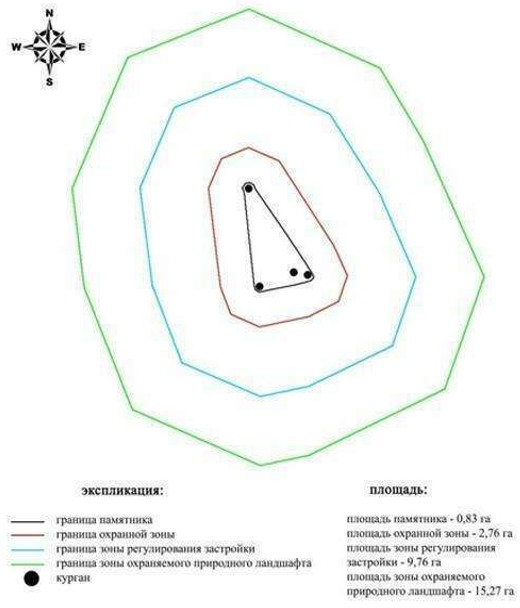 N
W E
S
экспликация:
граница памятника
граница охранной зоны
граница зоны регулирования застройки
граница зоны охраняемого природного ландшафта
курган
площадь:
площадь памятника - 0,83 га
площадь охранной зоны - 2,76 га
площадь зоны регулирования
застройки - 9,76 га
площадь зоны охраняемого
природного ландшафта - 15,27 га